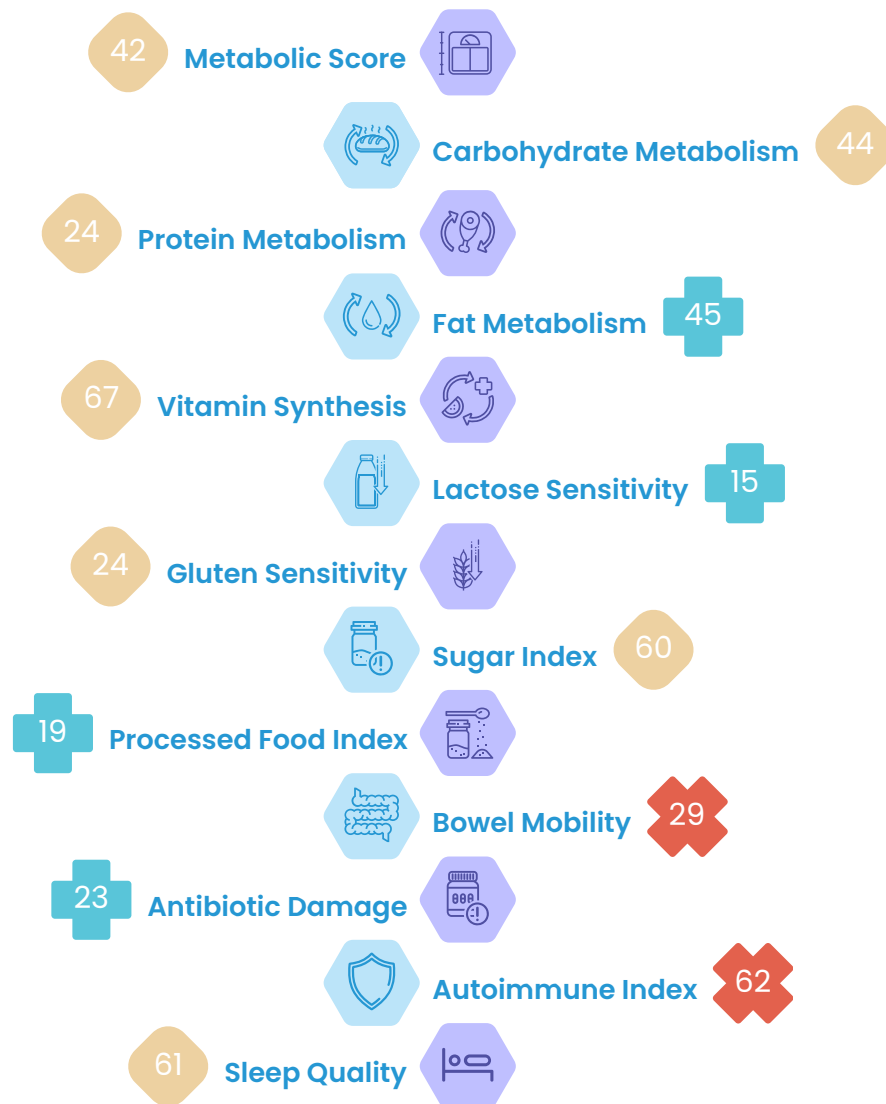 42 Metabolic Score
Carbohydrate Metabolism 44
24 Protein Metabolism
Fat Metabolism 45
67 Vitamin Synthesis
Lactose Sensitivity 15
24 Gluten Sensitivity
Sugar Index 60
19 Processed Food Index
Bowel Mobility 29
23 Antibiotic Damage
Autoimmune Index 62
61 Sleep Quality